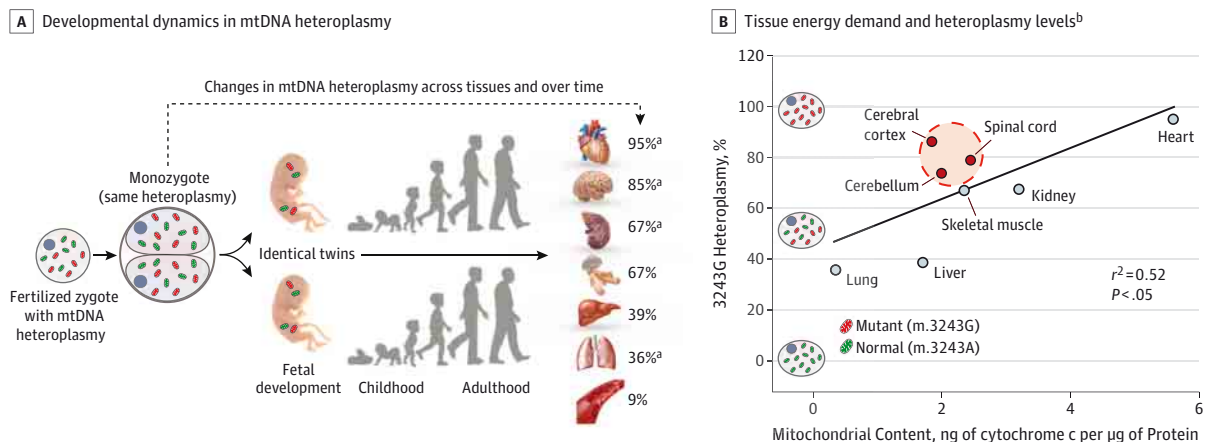 A Developmental dynamics in mtDNA heteroplasmy
Changes in mtDNA heteroplasmy across tissues and over time
Monozygote
(same heteroplasmy)
Fertilized zygote
with mtDNA
heteroplasmy
Identical twins
Fetal
development
Childhood
Adulthood
95%ᵃ
85%ᵃ
67%ᵃ
67%
39%
36%ᵃ
9%
B Tissue energy demand and heteroplasmy levelsᵇ
120
100
80
60
40
20
0
3243G Heteroplasmy, %
Cerebral
cortex
Spinal cord
Cerebellum
Heart
Kidney
Skeletal muscle
Lung
Liver
r²=0.52
P<.05
Mutant (m.3243G)
Normal (m.3243A)
0 2 4 6
Mitochondrial Content, ng of cytochrome c per μg of Protein